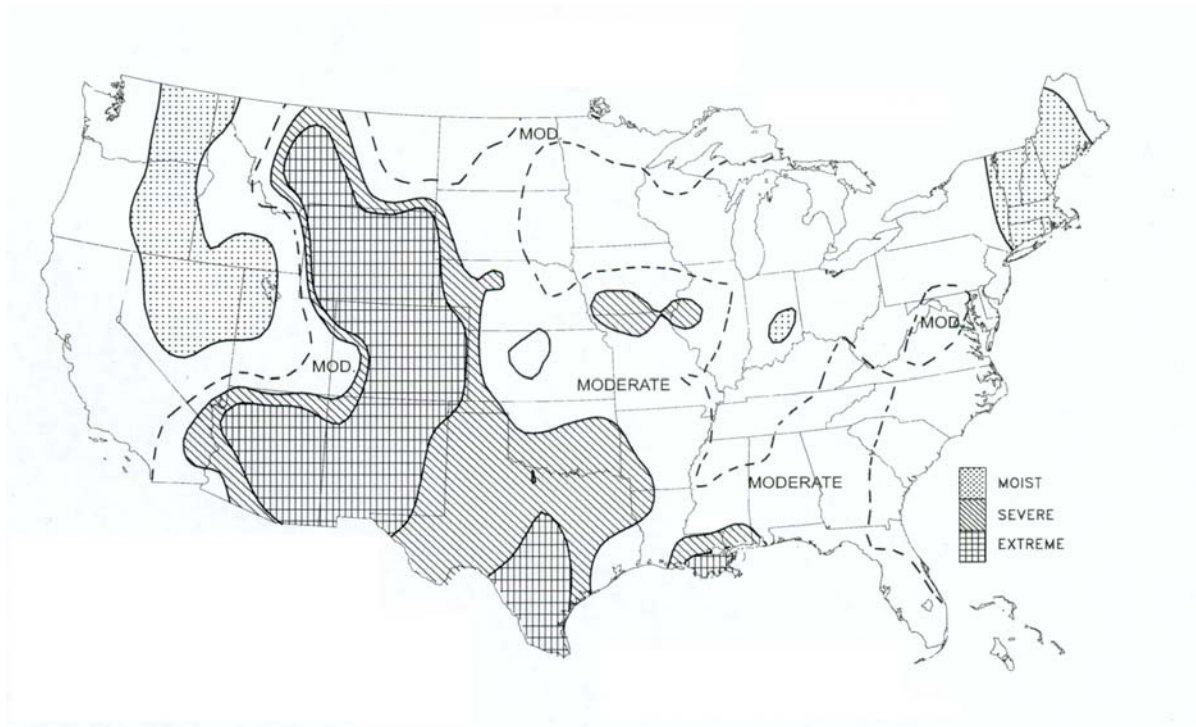 MOD.
MOD.
MOD.
MODERATE
MODERATE
MOIST
SEVERE
EXTREME